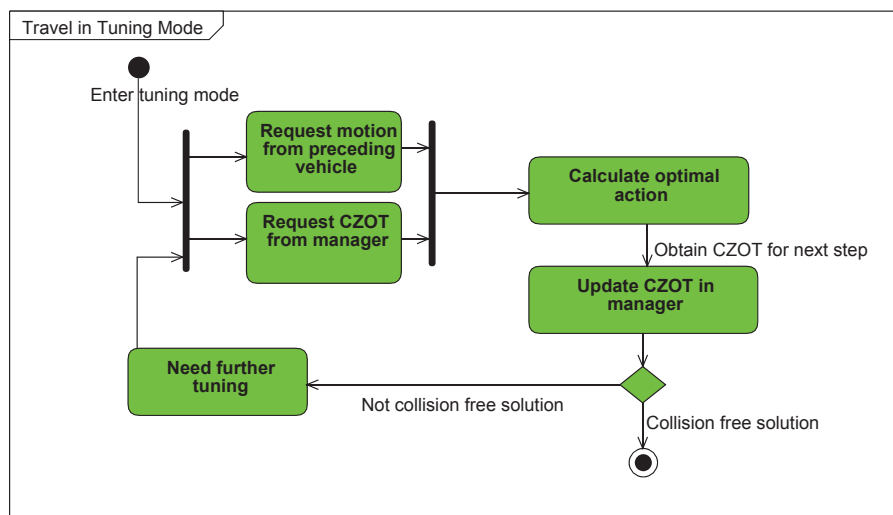 Travel in Tuning Mode
Enter tuning mode
Request motion
from preceding
vehicle
Request CZOT
from manager
Calculate optimal
action
Obtain CZOT for next step
Update CZOT in
manager
Need further
tuning
Not collision free solution
Collision free solution